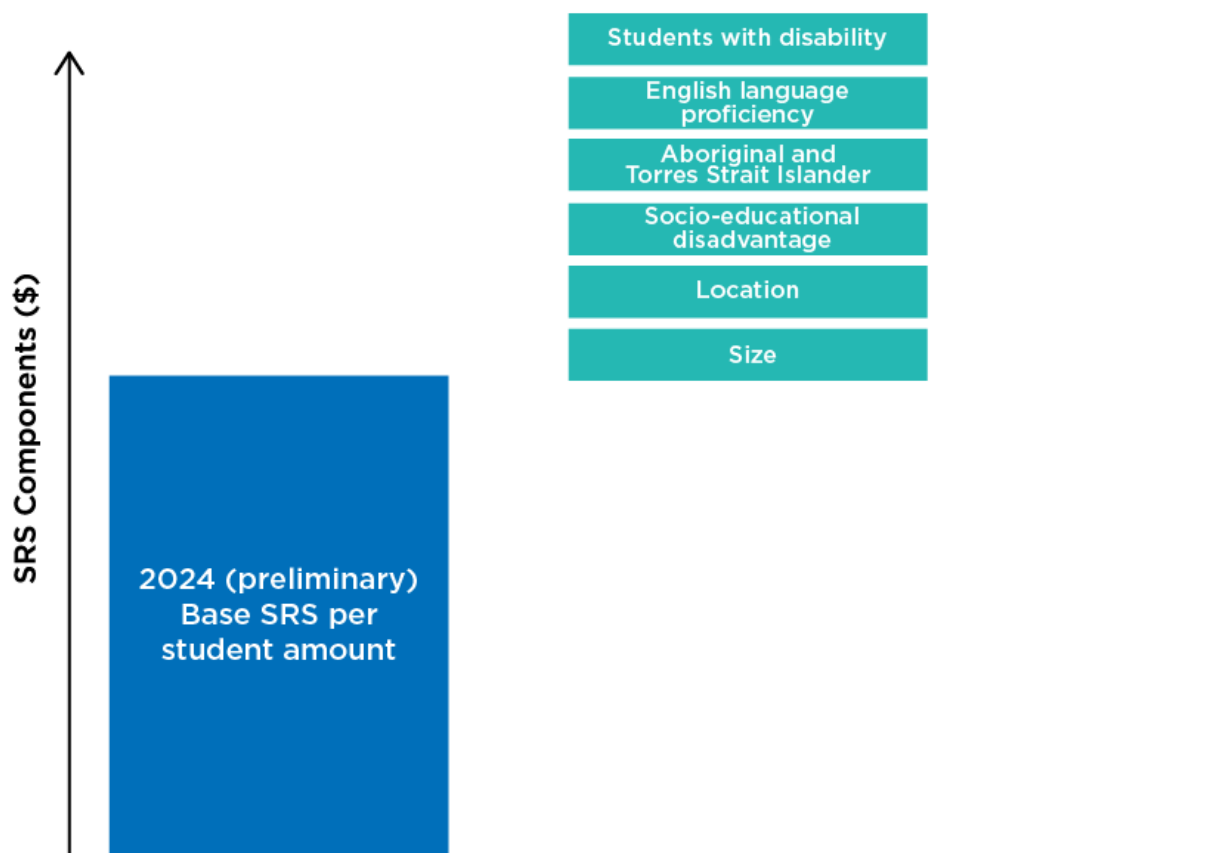 SRS Components ($)
2024 (preliminary)
Base SRS per
student amount
Students with disability
English language
proficiency
Aboriginal and
Torres Strait Islander
Socio-educational
disadvantage
Location
Size